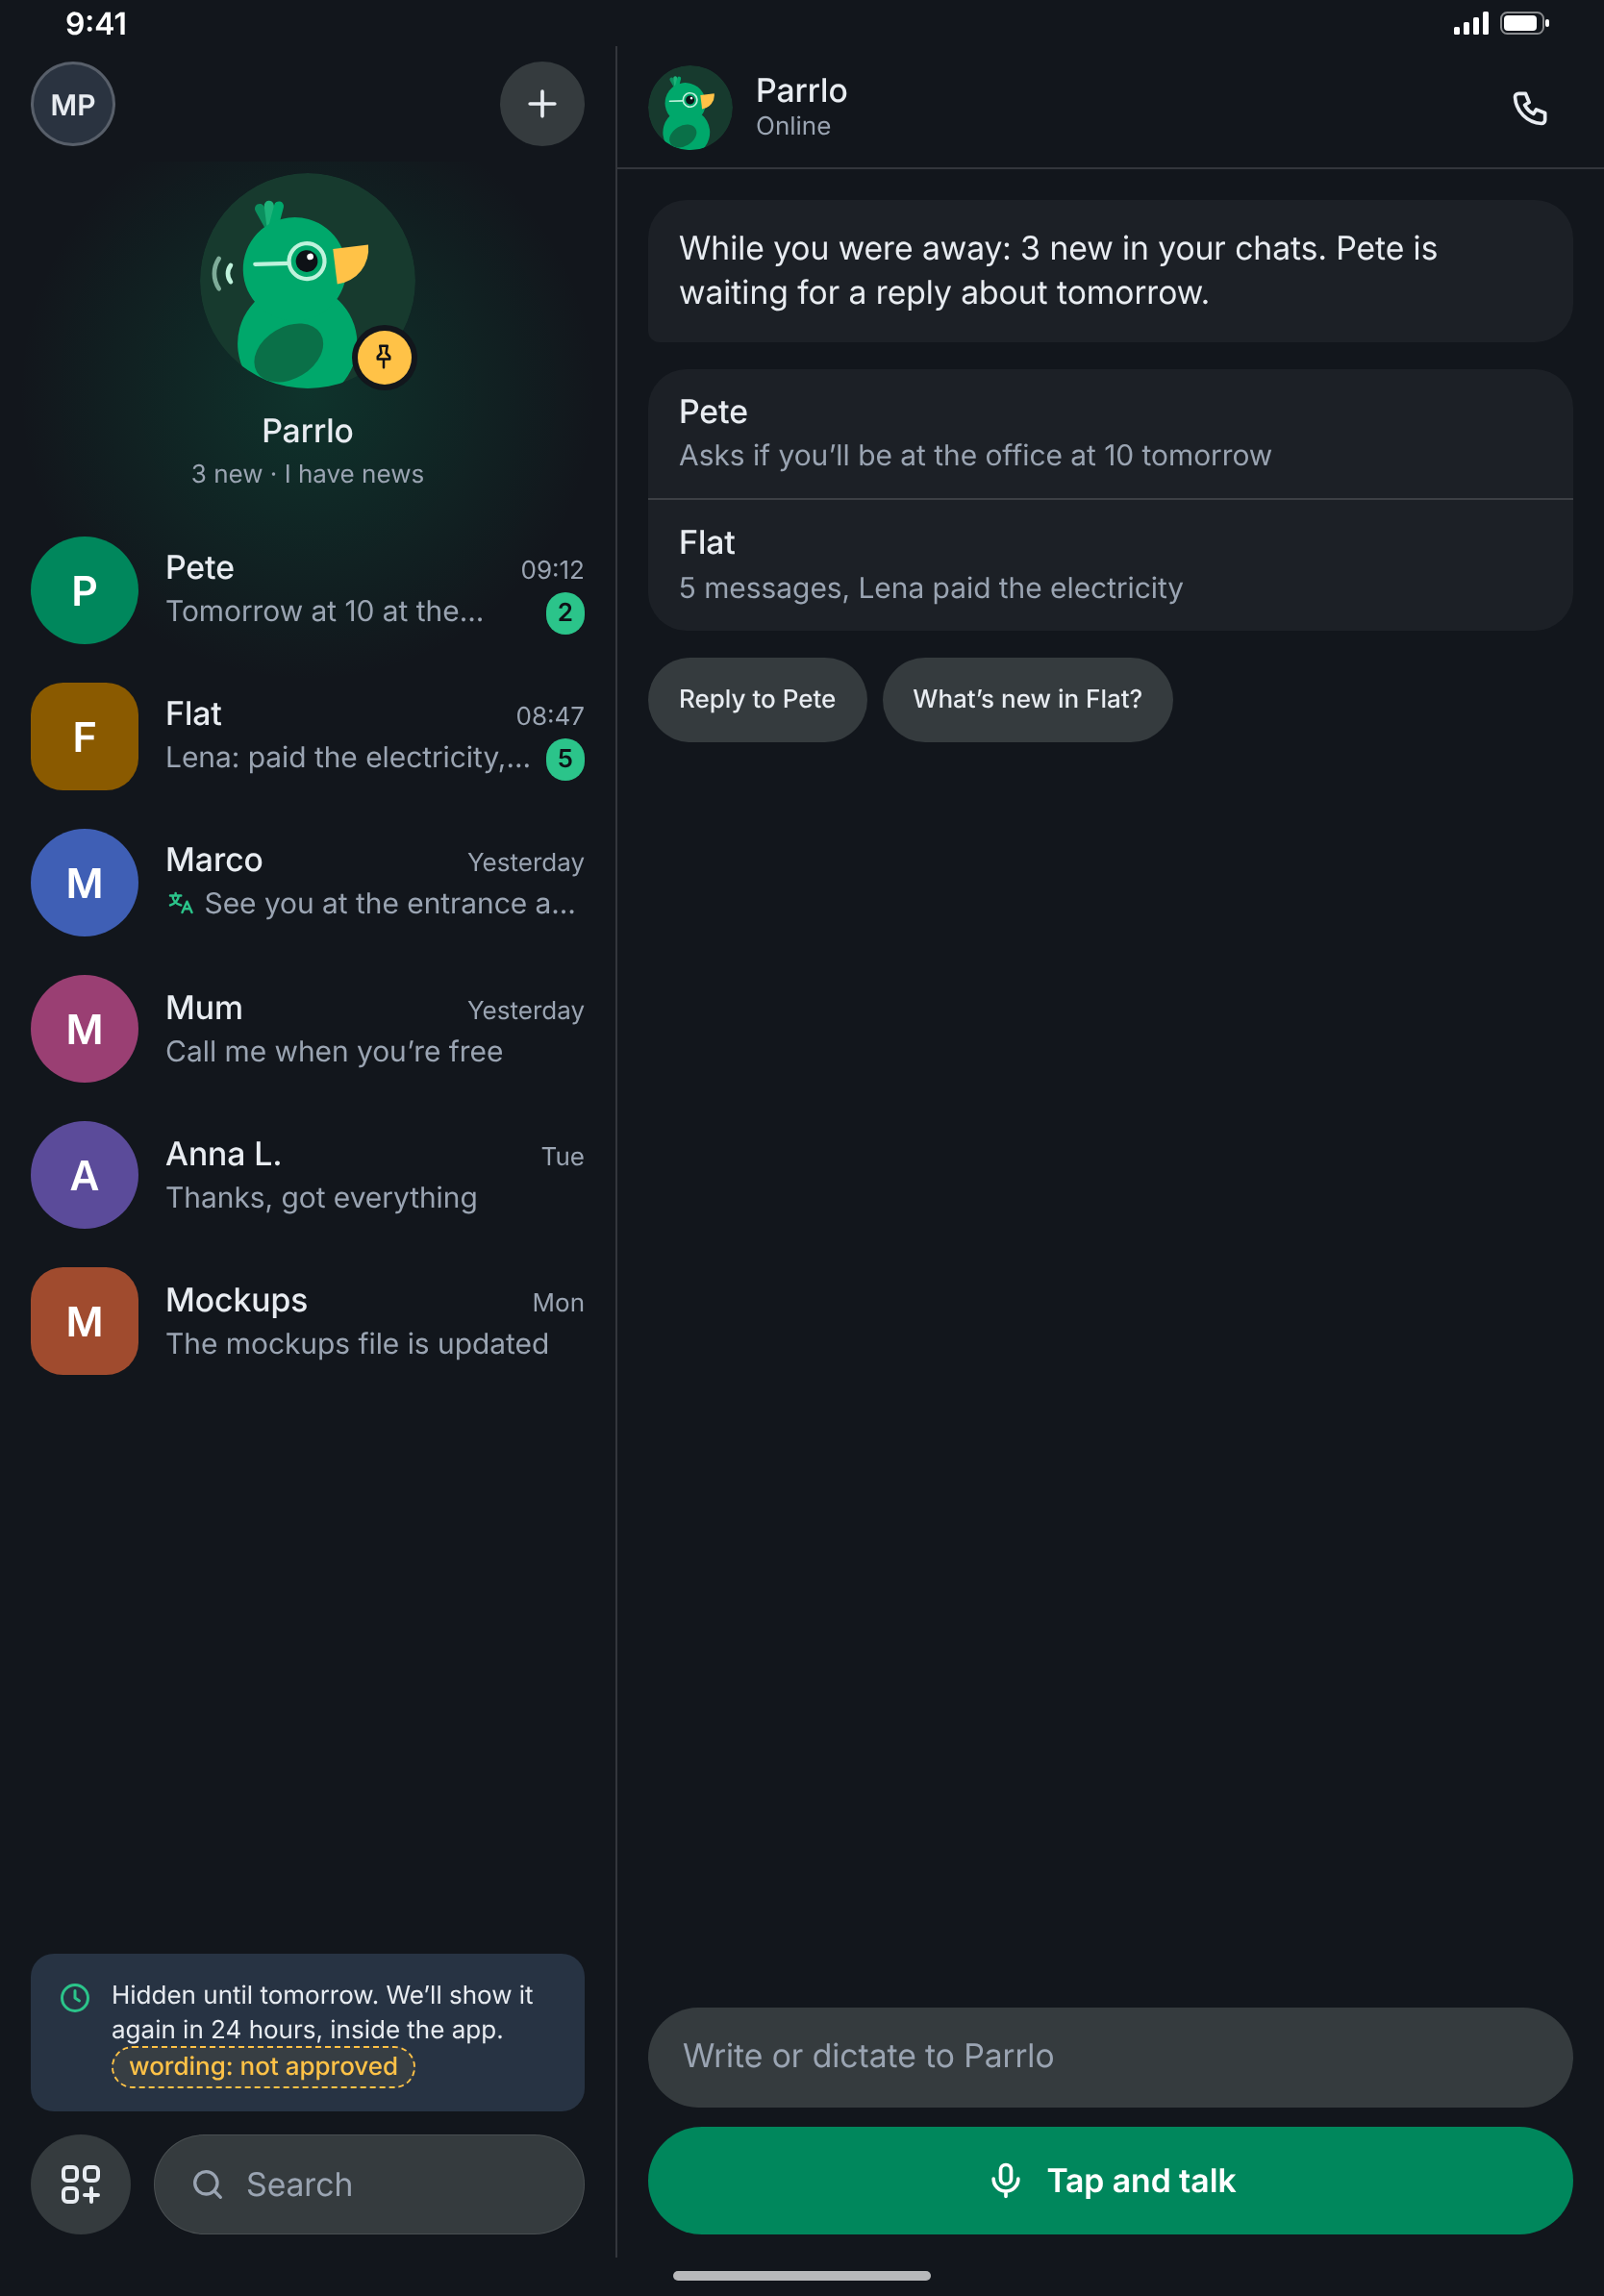 9:41
MP
Parrlo
3 new · I have news
P
Pete
09:12
Tomorrow at 10 at the...
2
F
Flat
08:47
Lena: paid the electricity,...
5
M
Marco
Yesterday
See you at the entrance a...
M
Mum
Yesterday
Call me when you’re free
A
Anna L.
Tue
Thanks, got everything
M
Mockups
Mon
The mockups file is updated
Hidden until tomorrow. We’ll show it
again in 24 hours, inside the app.
wording: not approved
Search
Parrlo
Online
While you were away: 3 new in your chats. Pete is
waiting for a reply about tomorrow.
Pete
Asks if you’ll be at the office at 10 tomorrow
Flat
5 messages, Lena paid the electricity
Reply to Pete
What’s new in Flat?
Write or dictate to Parrlo
Tap and talk